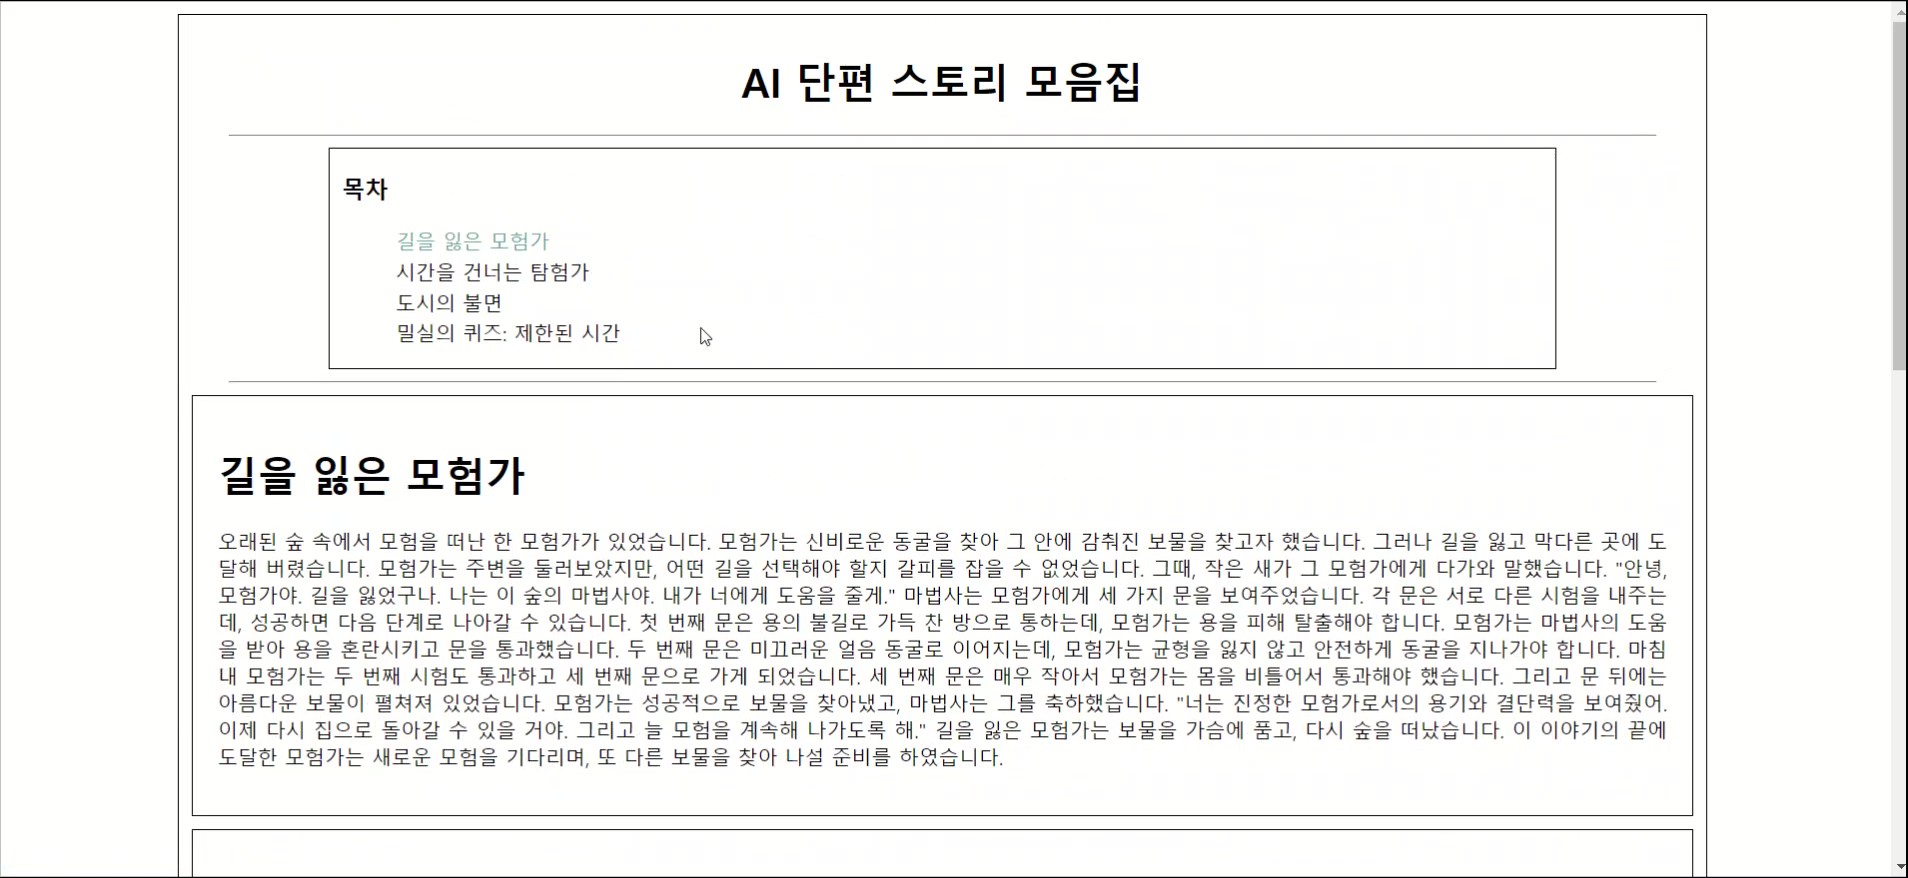 AI 단편 스토리 모음집
목차
길을 잃은 모험가
시간을 건너는 탐험가
도시의 불면
밀실의 퀴즈: 제한된 시간
길을 잃은 모험가
오래된 숲 속에서 모험을 떠난 한 모험가가 있었습니다. 모험가는 신비로운 동굴을 찾아 그 안에 감춰진 보물을 찾고자 했습니다. 그러나 길을 잃고 막다른 곳에 도
달해 버렸습니다. 모험가는 주변을 둘러보았지만, 어떤 길을 선택해야 할지 갈피를 잡을 수 없었습니다. 그때, 작은 새가 그 모험가에게 다가와 말했습니다. "안녕,
모험가야. 길을 잃었구나. 나는 이 숲의 마법사야. 내가 너에게 도움을 줄게." 마법사는 모험가에게 세 가지 문을 보여주었습니다. 각 문은 서로 다른 시험을 내주는
데, 성공하면 다음 단계로 나아갈 수 있습니다. 첫 번째 문은 용의 불길로 가득 찬 방으로 통하는데, 모험가는 용을 피해 탈출해야 합니다. 모험가는 마법사의 도움
을 받아 용을 혼란시키고 문을 통과했습니다. 두 번째 문은 미끄러운 얼음 동굴로 이어지는데, 모험가는 균형을 잃지 않고 안전하게 동굴을 지나가야 합니다. 마침
내 모험가는 두 번째 시험도 통과하고 세 번째 문으로 가게 되었습니다. 세 번째 문은 매우 작아서 모험가는 몸을 비틀어서 통과해야 했습니다. 그리고 문 뒤에는
아름다운 보물이 펼쳐져 있었습니다. 모험가는 성공적으로 보물을 찾아냈고, 마법사는 그를 축하했습니다. "너는 진정한 모험가로서의 용기와 결단력을 보여줬어.
이제 다시 집으로 돌아갈 수 있을 거야. 그리고 늘 모험을 계속해 나가도록 해." 길을 잃은 모험가는 보물을 가슴에 품고, 다시 숲을 떠났습니다. 이 이야기의 끝에
도달한 모험가는 새로운 모험을 기다리며, 또 다른 보물을 찾아 나설 준비를 하였습니다.